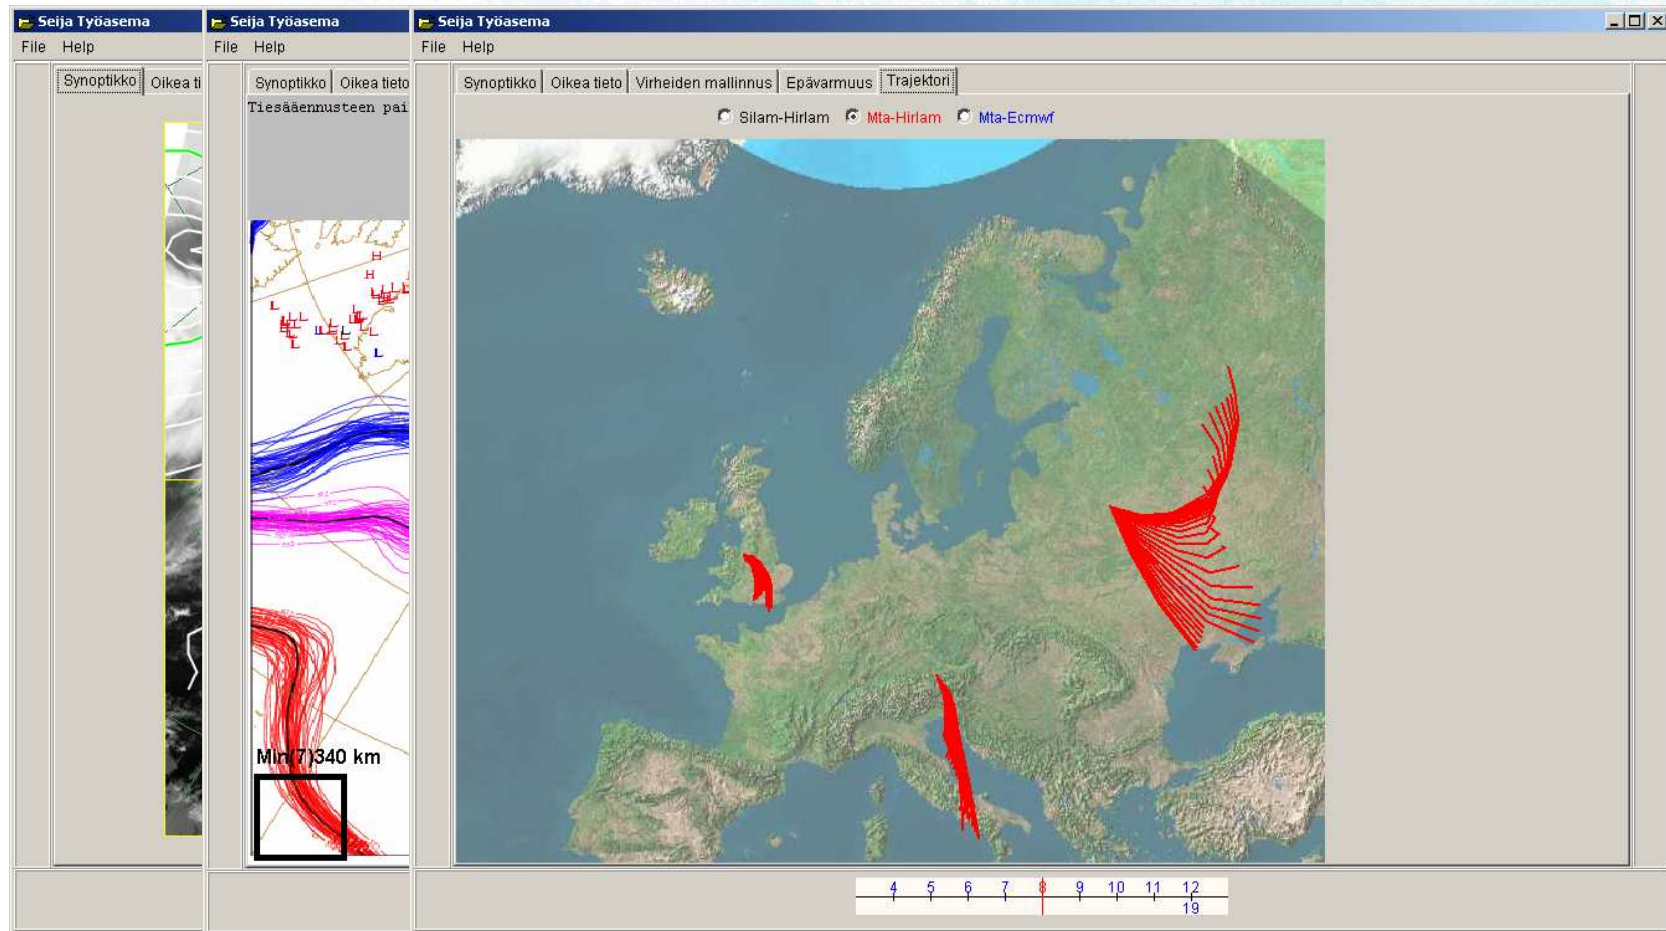 Seija Työasema
File Help
Synoptikko Oikea ti
Seija Työasema
File Help
Synoptikko Oikea tieto
Tiesääennusteen pai
H
H
L
L
L
Min(7)340 km
Seija Työasema
File Help
Synoptikko Oikea tieto Virheiden mallinnus Epävarmuus Trajektori
Silam-Hirlam Mta-Hirlam Mta-Ecmwf
4 5 6 7 8 9 10 11 12
19